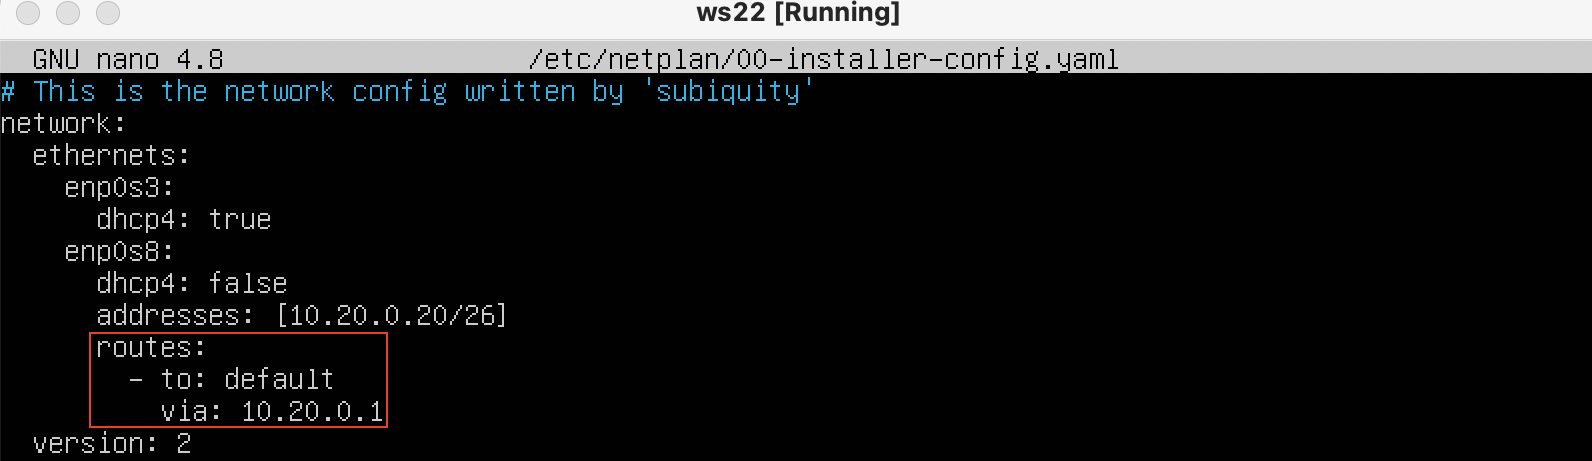 ws22 [Running]
GNU nano 4.8 /etc/netplan/00-installer-config.yaml
# This is the network config written by 'subiquity'
network:
  ethernets:
    enp0s3:
      dhcp4: true
    enp0s8:
      dhcp4: false
      addresses: [10.20.0.20/26]
      routes:
        - to: default
          via: 10.20.0.1
  version: 2